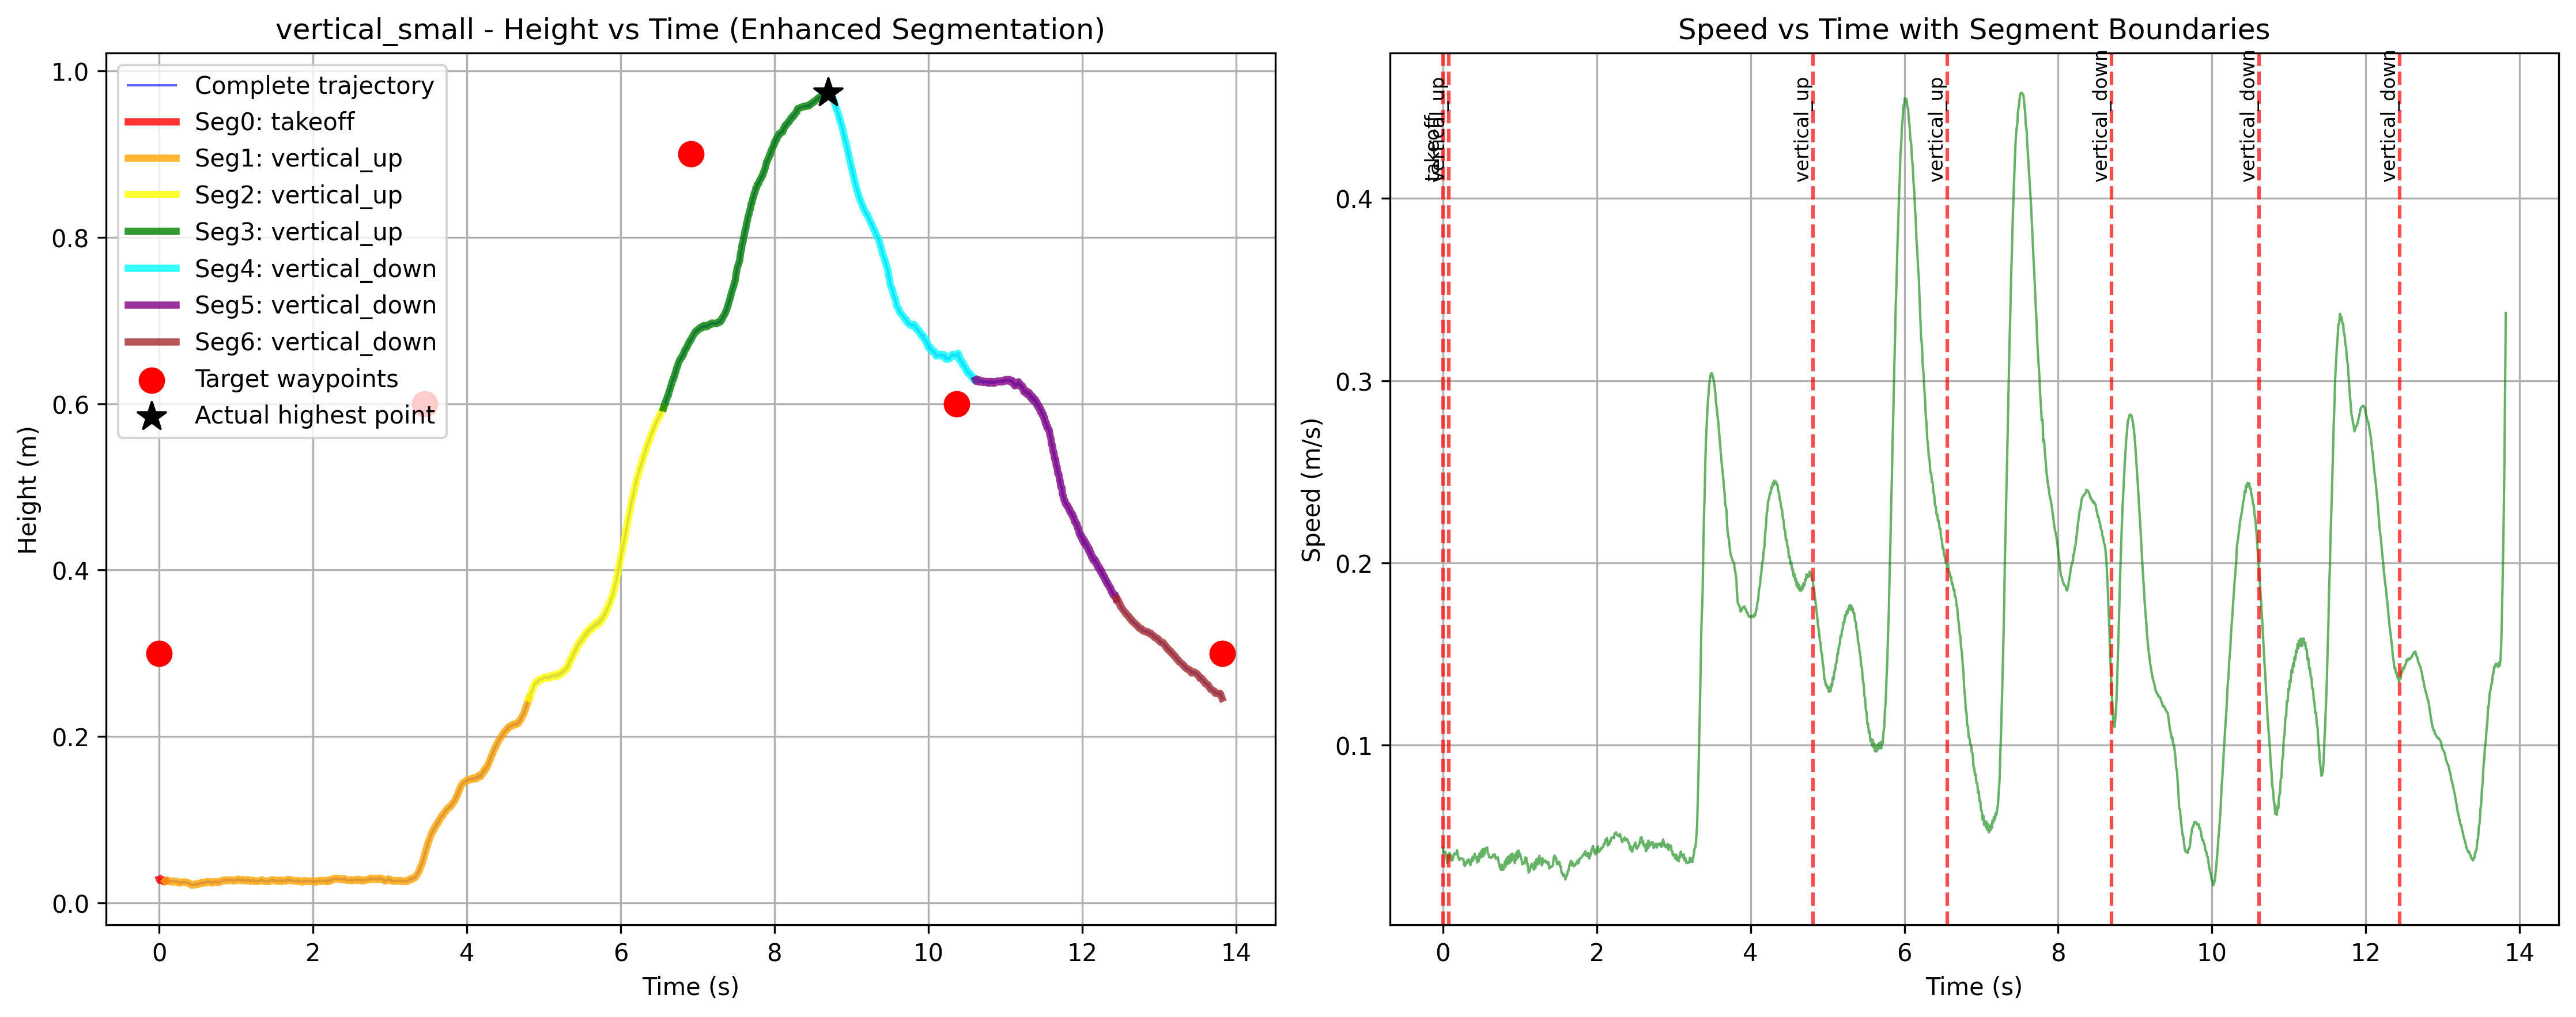 vertical_small - Height vs Time (Enhanced Segmentation)
Height (m)
1.0
0.8
0.6
0.4
0.2
0.0
Complete trajectory
Seg0: takeoff
Seg1: vertical_up
Seg2: vertical_up
Seg3: vertical_up
Seg4: vertical_down
Seg5: vertical_down
Seg6: vertical_down
Target waypoints
Actual highest point
0 2 4 6 8 10 12 14
Time (s)
Speed vs Time with Segment Boundaries
Speed (m/s)
0.4
0.3
0.2
0.1
takeoff
vertical_up
vertical_up
vertical_up
vertical_down
vertical_down
vertical_down
0 2 4 6 8 10 12 14
Time (s)